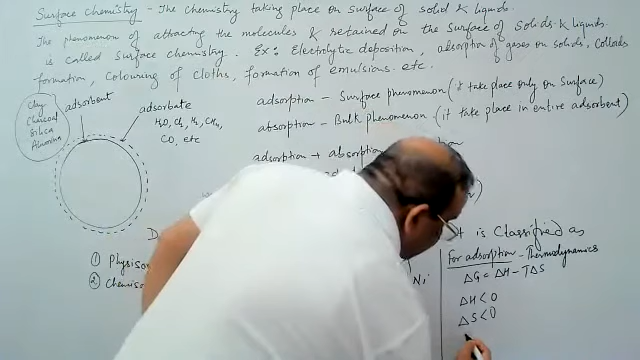 Surface Chemistry - The Chemistry taking place on Surface of solid & liquids.
The phenomenon of attracting the molecules & retained on the surface of Solids & liquids.
is called Surface chemistry. Ex: Electrolytic deposition, absorption of gases on solids, Colloids
formation, Colouring of Cloths, formation of emulsions. etc.
Clay
Charcoal
Silica
Alumina
adsorbent
adsorbate
H₂O, Cl₂, H₂, CH₄,
CO, etc
adsorption - Surface phenomenon (it take place only on Surface)
absorption - Bulk phenomenon (it take place in entire adsorbent)
adsorption + absorption
① Physiso
② Chemiso
It is Classified as
For adsorption - Thermodynamics
ΔG = ΔH - TΔS
ΔH < 0
ΔS < 0